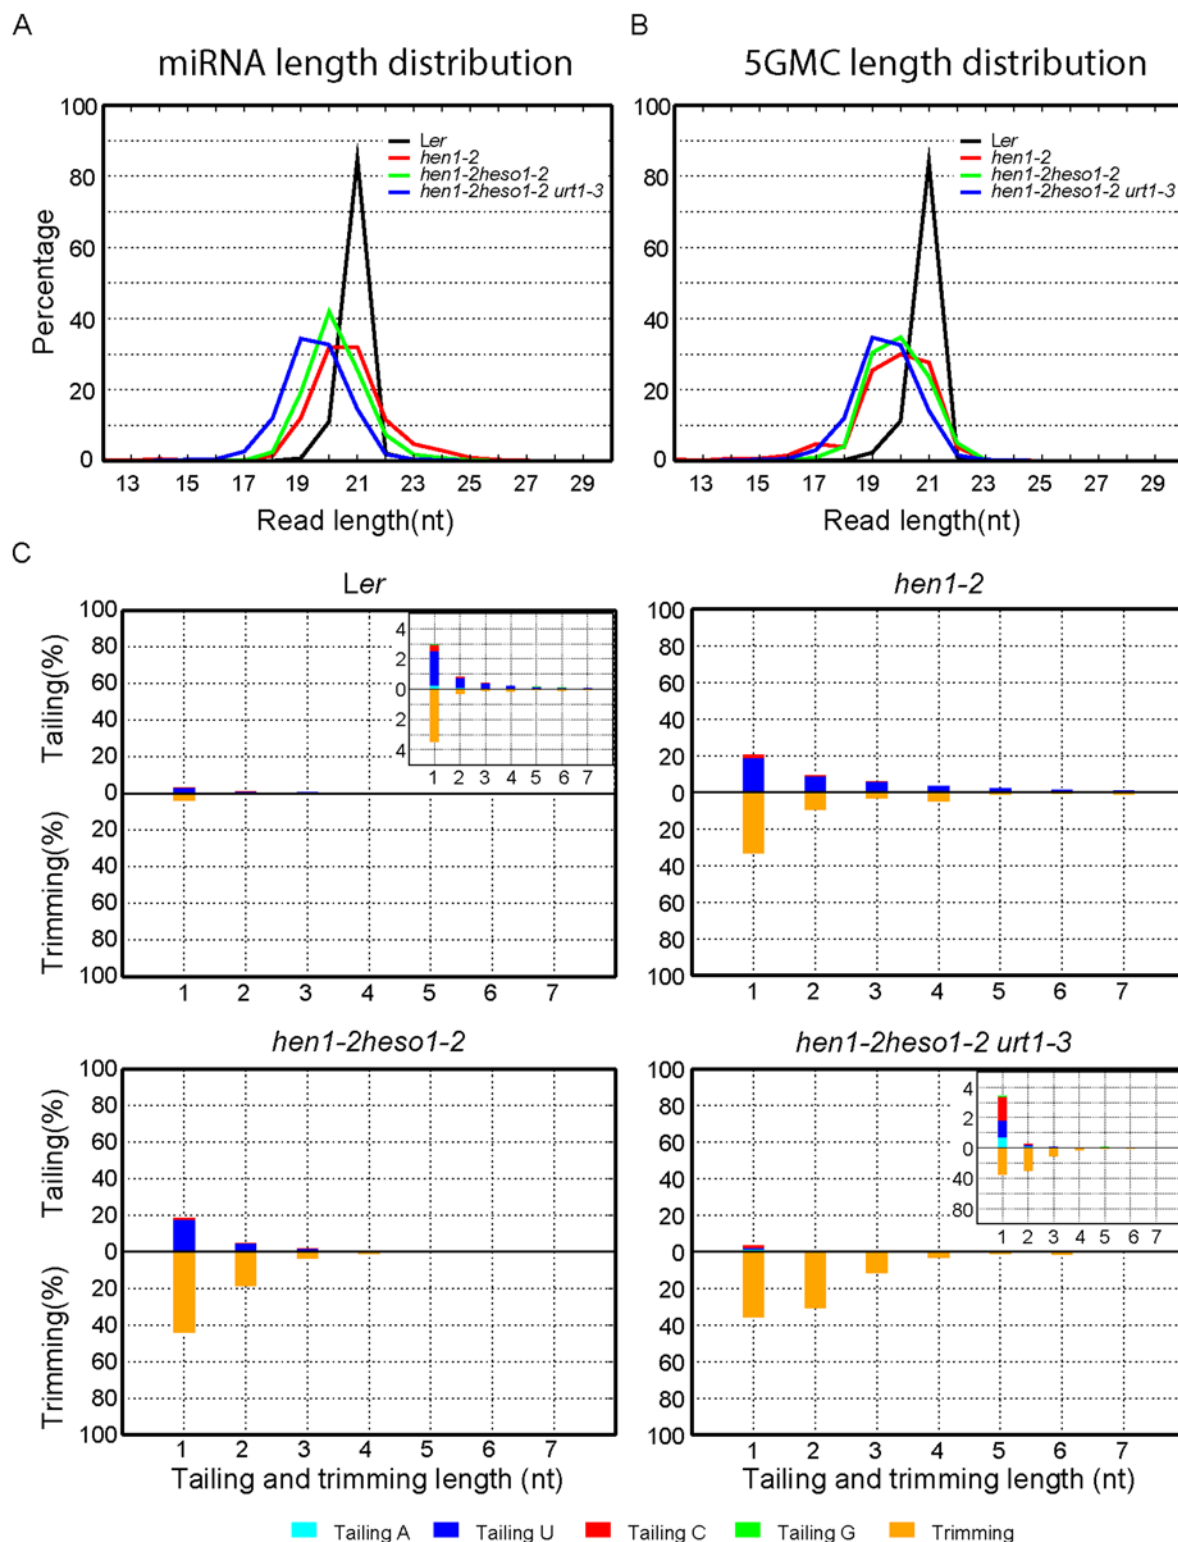 A
miRNA length distribution
100
80
60
40
20
0
Percentage
Ler
hen1-2
hen1-2heso1-2
hen1-2heso1-2 urt1-3
13 15 17 19 21 23 25 27 29
Read length(nt)
B
5GMC length distribution
100
80
60
40
20
0
Ler
hen1-2
hen1-2heso1-2
hen1-2heso1-2 urt1-3
13 15 17 19 21 23 25 27 29
Read length(nt)
C
Ler
100
80
60
40
20
0
20
40
60
80
100
Tailing(%)
Trimming(%)
4
2
0
2
4
1 2 3 4 5 6 7
1 2 3 4 5 6 7
hen1-2
100
80
60
40
20
0
20
40
60
80
100
1 2 3 4 5 6 7
hen1-2heso1-2
100
80
60
40
20
0
20
40
60
80
100
Tailing(%)
Trimming(%)
1 2 3 4 5 6 7
Tailing and trimming length (nt)
hen1-2heso1-2 urt1-3
100
80
60
40
20
0
20
40
60
80
100
4
2
0
40
80
1 2 3 4 5 6 7
1 2 3 4 5 6 7
Tailing and trimming length (nt)
Tailing A Tailing U Tailing C Tailing G Trimming